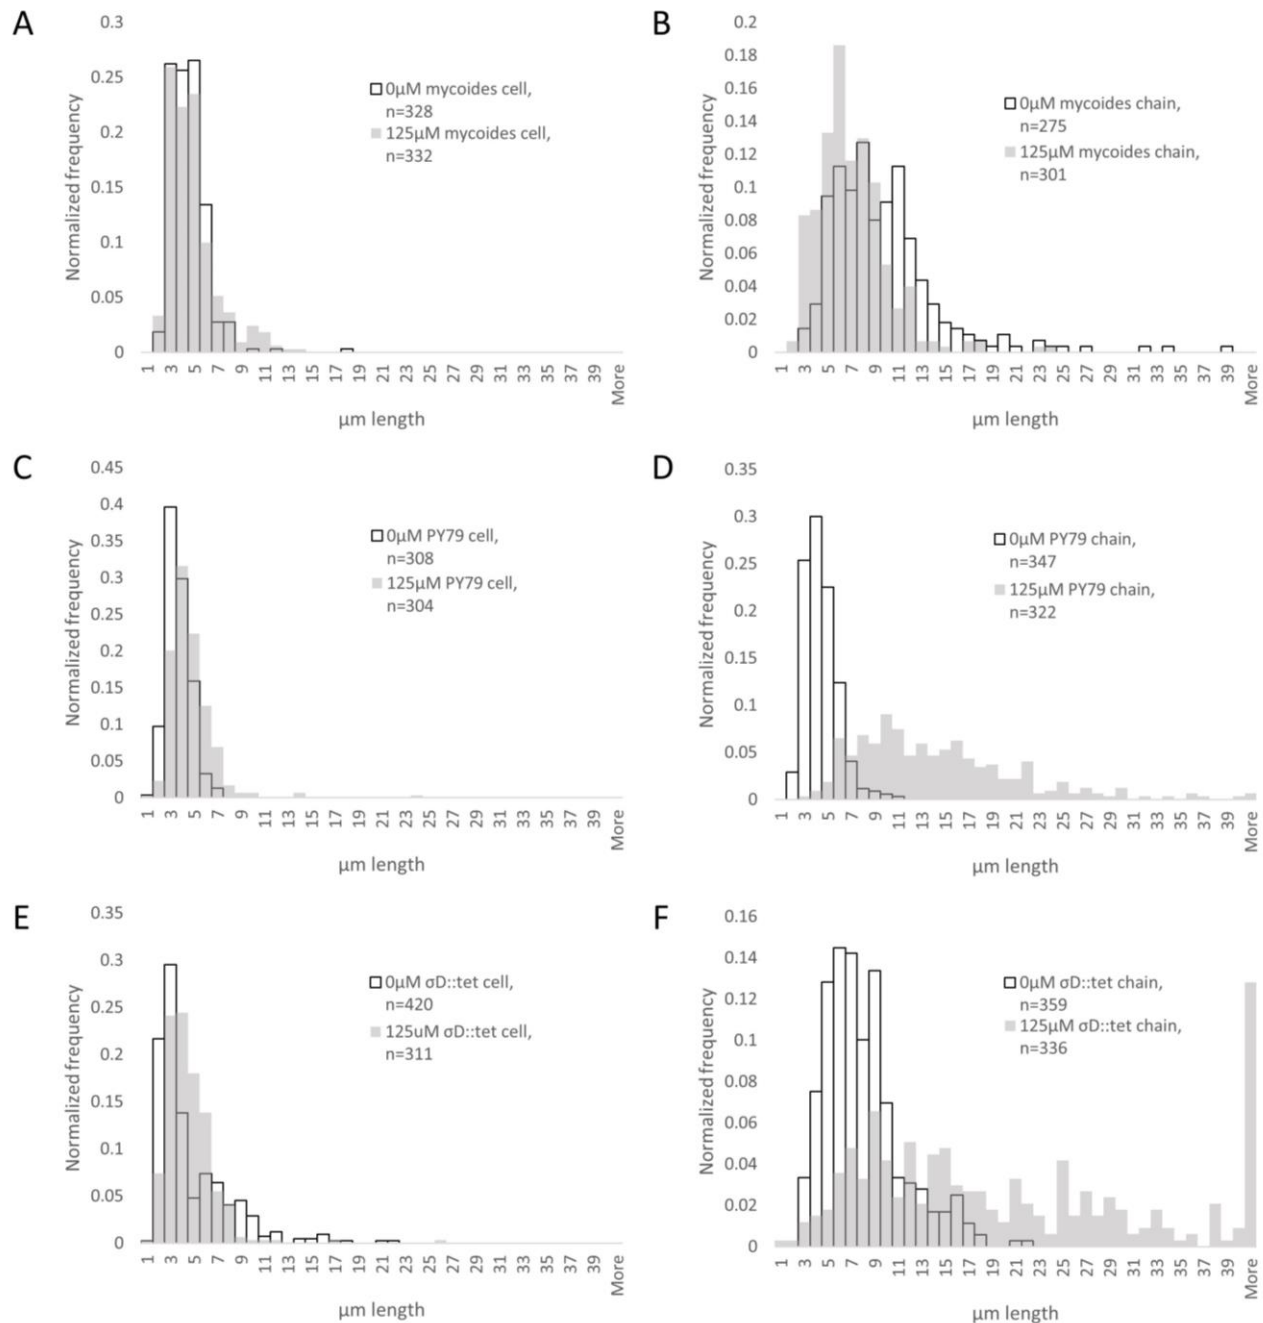 A
0.3
0.25
0.2
0.15
0.1
0.05
0
Normalized frequency
0µM mycoides cell,
n=328
125µM mycoides cell,
n=332
1 3 5 7 9 11 13 15 17 19 21 23 25 27 29 31 33 35 37 39 More
µm length
B
0.2
0.18
0.16
0.14
0.12
0.1
0.08
0.06
0.04
0.02
0
Normalized frequency
0µM mycoides chain,
n=275
125µM mycoides chain,
n=301
1 3 5 7 9 11 13 15 17 19 21 23 25 27 29 31 33 35 37 39 More
µm length
C
0.45
0.4
0.35
0.3
0.25
0.2
0.15
0.1
0.05
0
Normalized frequency
0µM PY79 cell,
n=308
125µM PY79 cell,
n=304
1 3 5 7 9 11 13 15 17 19 21 23 25 27 29 31 33 35 37 39 More
µm length
D
0.35
0.3
0.25
0.2
0.15
0.1
0.05
0
Normalized frequency
0µM PY79 chain,
n=347
125µM PY79 chain,
n=322
1 3 5 7 9 11 13 15 17 19 21 23 25 27 29 31 33 35 37 39 More
µm length
E
0.35
0.3
0.25
0.2
0.15
0.1
0.05
0
Normalized frequency
0µM σD::tet cell,
n=420
125uM σD::tet cell,
n=311
1 3 5 7 9 11 13 15 17 19 21 23 25 27 29 31 33 35 37 39 More
µm length
F
0.16
0.14
0.12
0.1
0.08
0.06
0.04
0.02
0
Normalized frequency
0µM σD::tet chain,
n=359
125µM σD::tet chain,
n=336
1 3 5 7 9 11 13 15 17 19 21 23 25 27 29 31 33 35 37 39 More
µm length